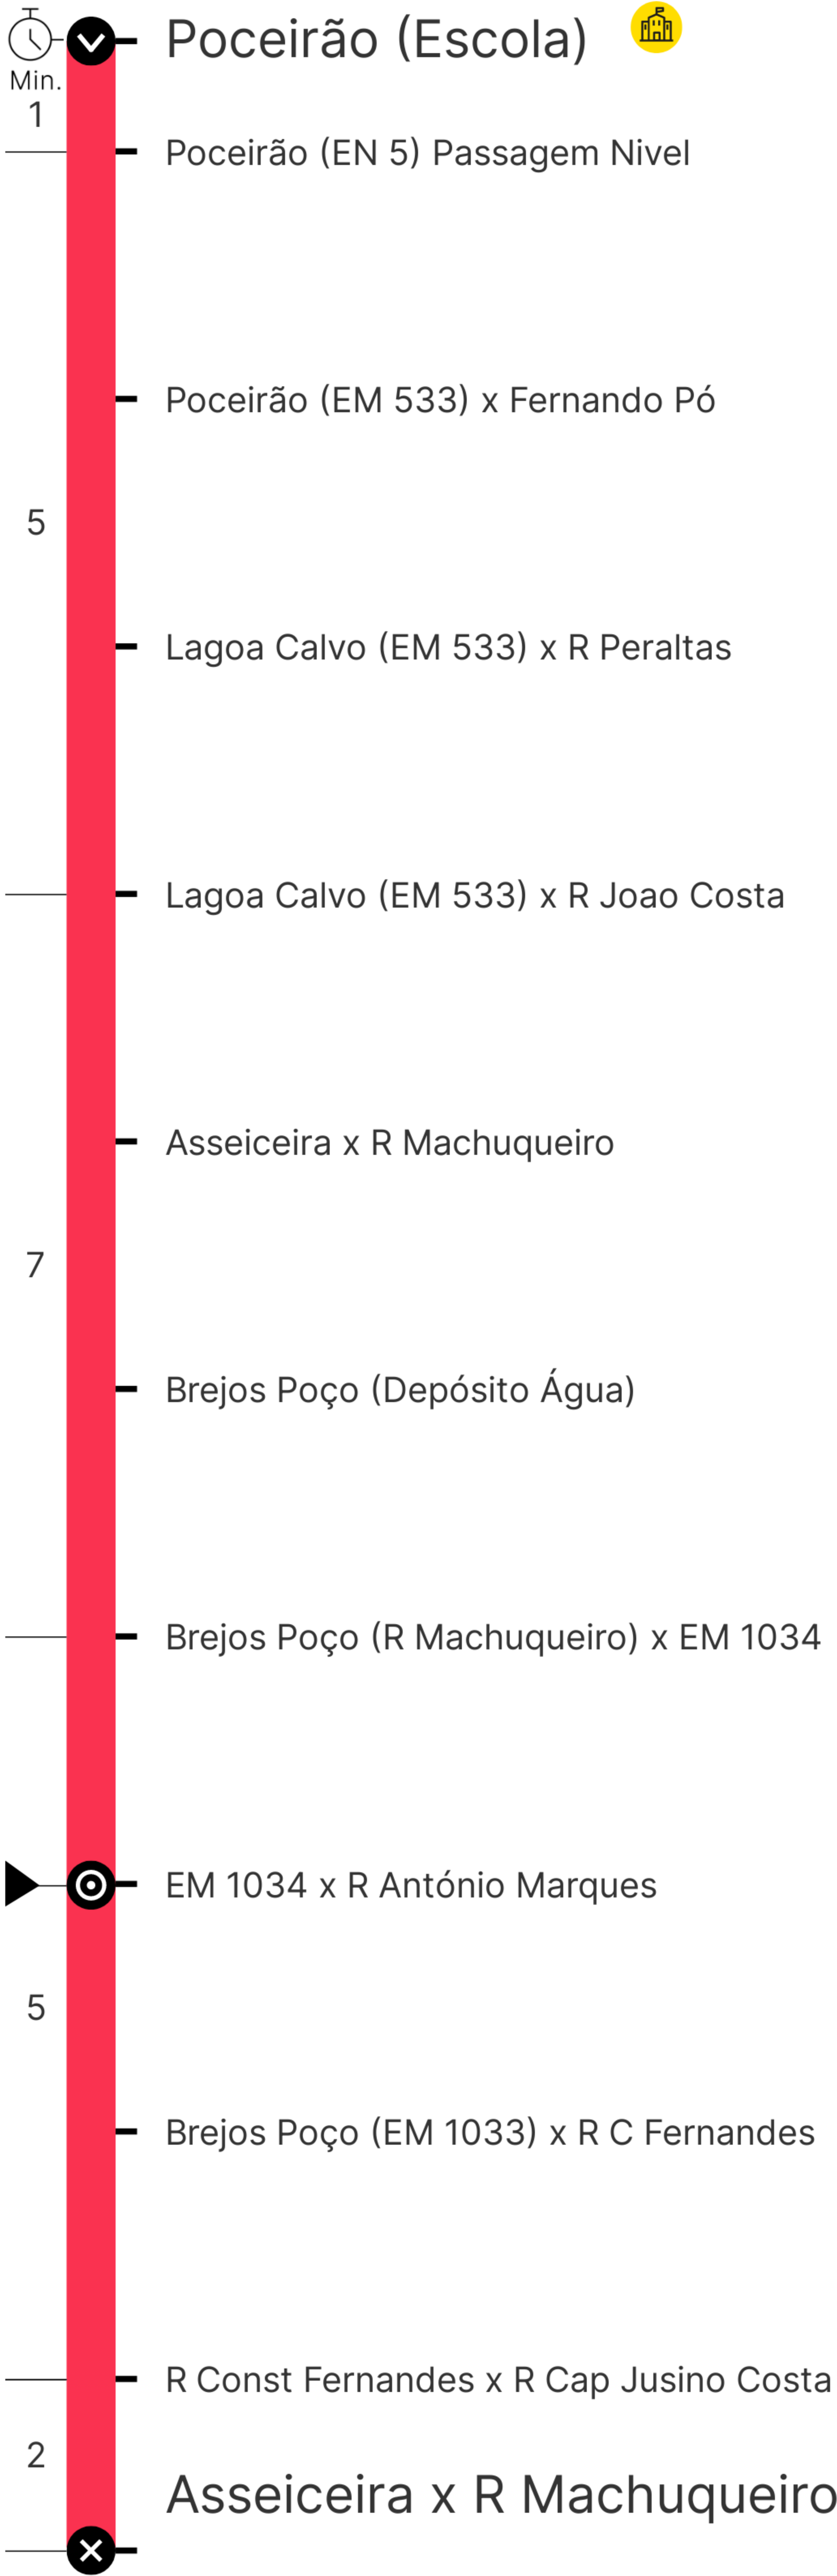 Poceirão (Escola)
Min.
1
Poceirão (EN 5) Passagem Nivel
Poceirão (EM 533) x Fernando Pó
5
Lagoa Calvo (EM 533) x R Peraltas
Lagoa Calvo (EM 533) x R Joao Costa
Asseiceira x R Machuqueiro
7
Brejos Poço (Depósito Água)
Brejos Poço (R Machuqueiro) x EM 1034
EM 1034 x R António Marques
5
Brejos Poço (EM 1033) x R C Fernandes
R Const Fernandes x R Cap Jusino Costa
2
Asseiceira x R Machuqueiro